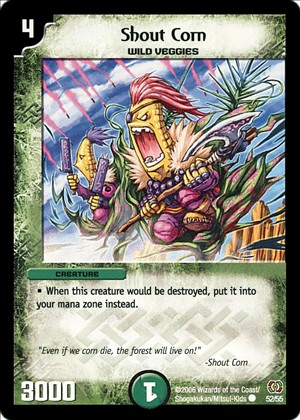 4
Shout Corn
WILD VEGGIES
CREATURE
▪ When this creature would be destroyed, put it into
your mana zone instead.
"Even if we corn die, the forest will live on!"
-Shout Corn
3000
1
©2006 Wizards of the Coast/
Shogakukan/Mitsui-Kids
52/55